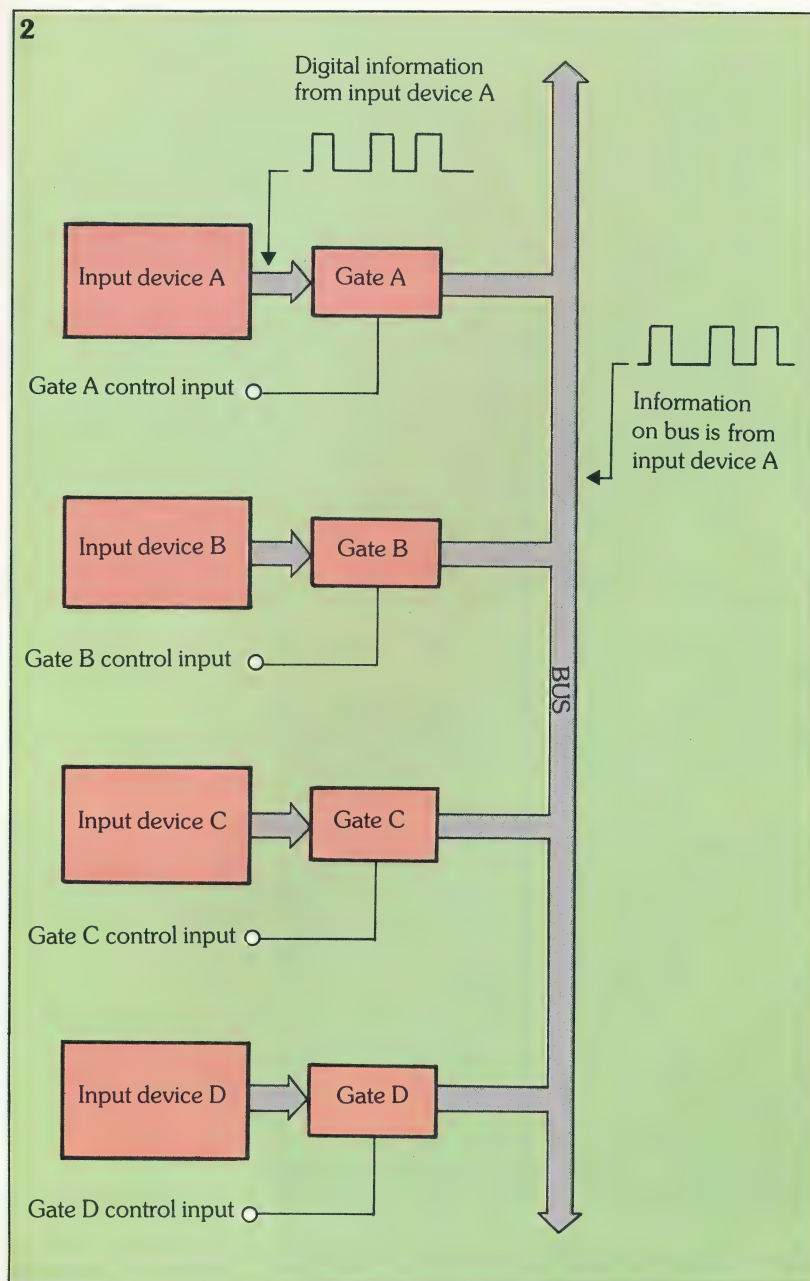 2
Digital information
from input device A
Input device A
Gate A
Gate A control input
Information
on bus is from
input device A
Input device B
Gate B
Gate B control input
BUS
Input device C
Gate C
Gate C control input
Input device D
Gate D
Gate D control input